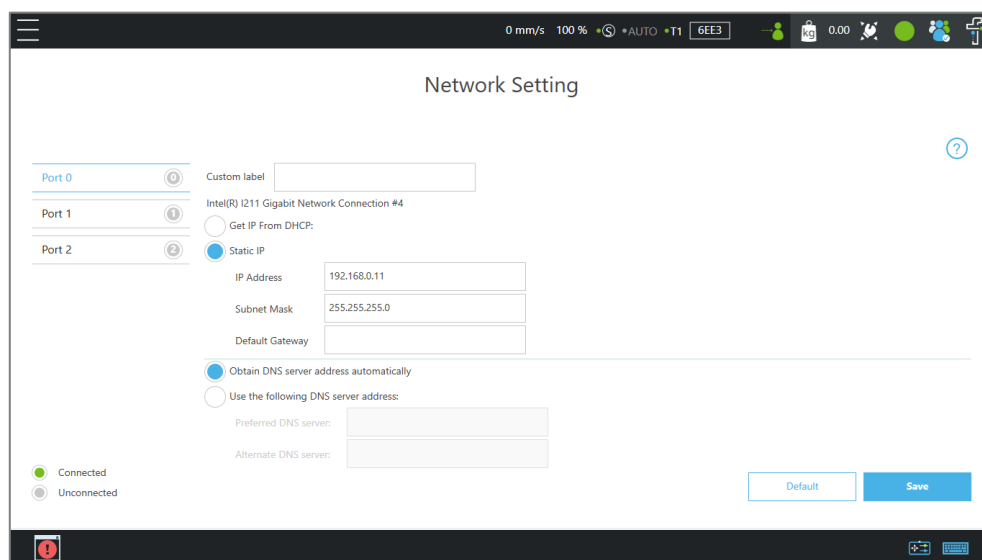 0 mm/s 100 % S AUTO T1 6EE3 kg 0.00
Network Setting
?
Port 0 0
Port 1 1
Port 2 2
Custom label
Intel(R) I211 Gigabit Network Connection #4
Get IP From DHCP:
Static IP
IP Address 192.168.0.11
Subnet Mask 255.255.255.0
Default Gateway
Obtain DNS server address automatically
Use the following DNS server address:
Preferred DNS server:
Alternate DNS server:
Connected
Unconnected
Default Save
!